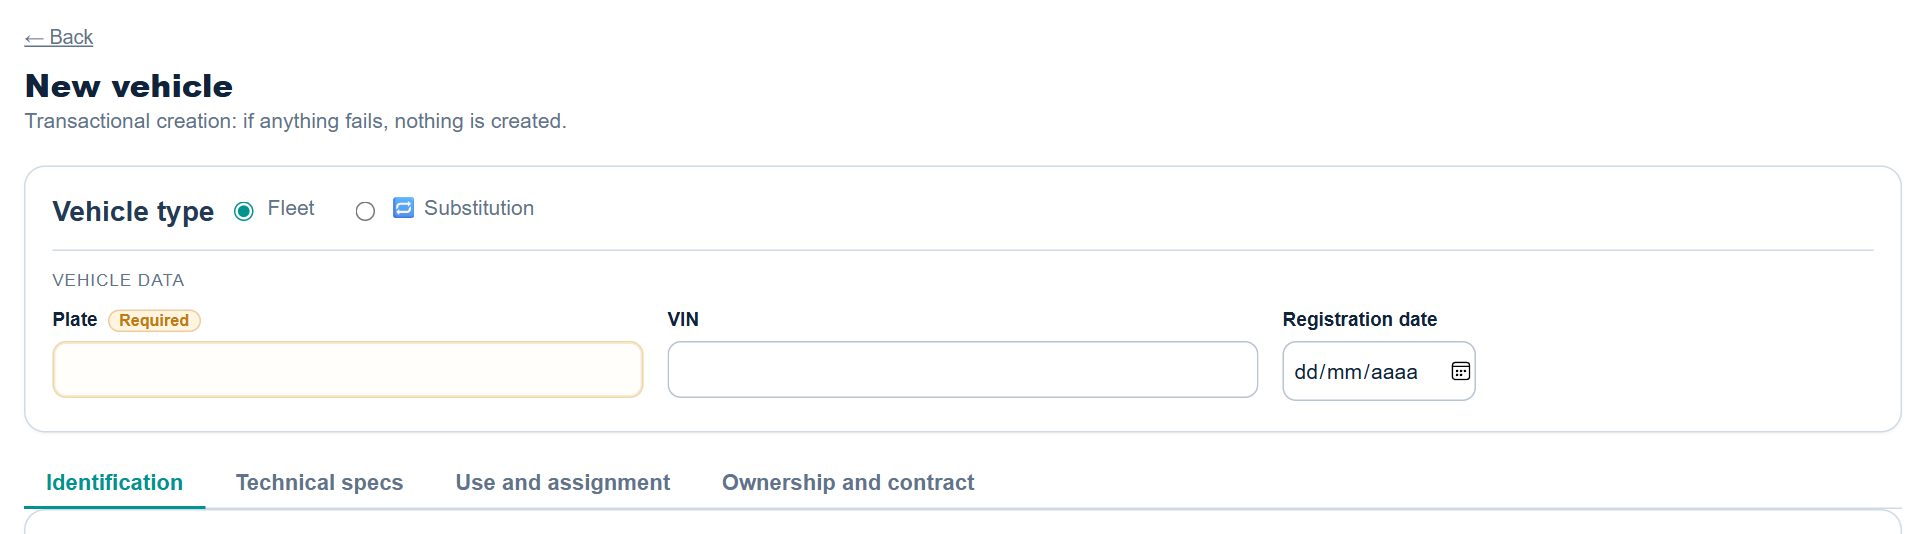 ← Back
New vehicle
Transactional creation: if anything fails, nothing is created.
Vehicle type Fleet Substitution
VEHICLE DATA
Plate Required VIN Registration date
dd/mm/aaaa
Identification Technical specs Use and assignment Ownership and contract